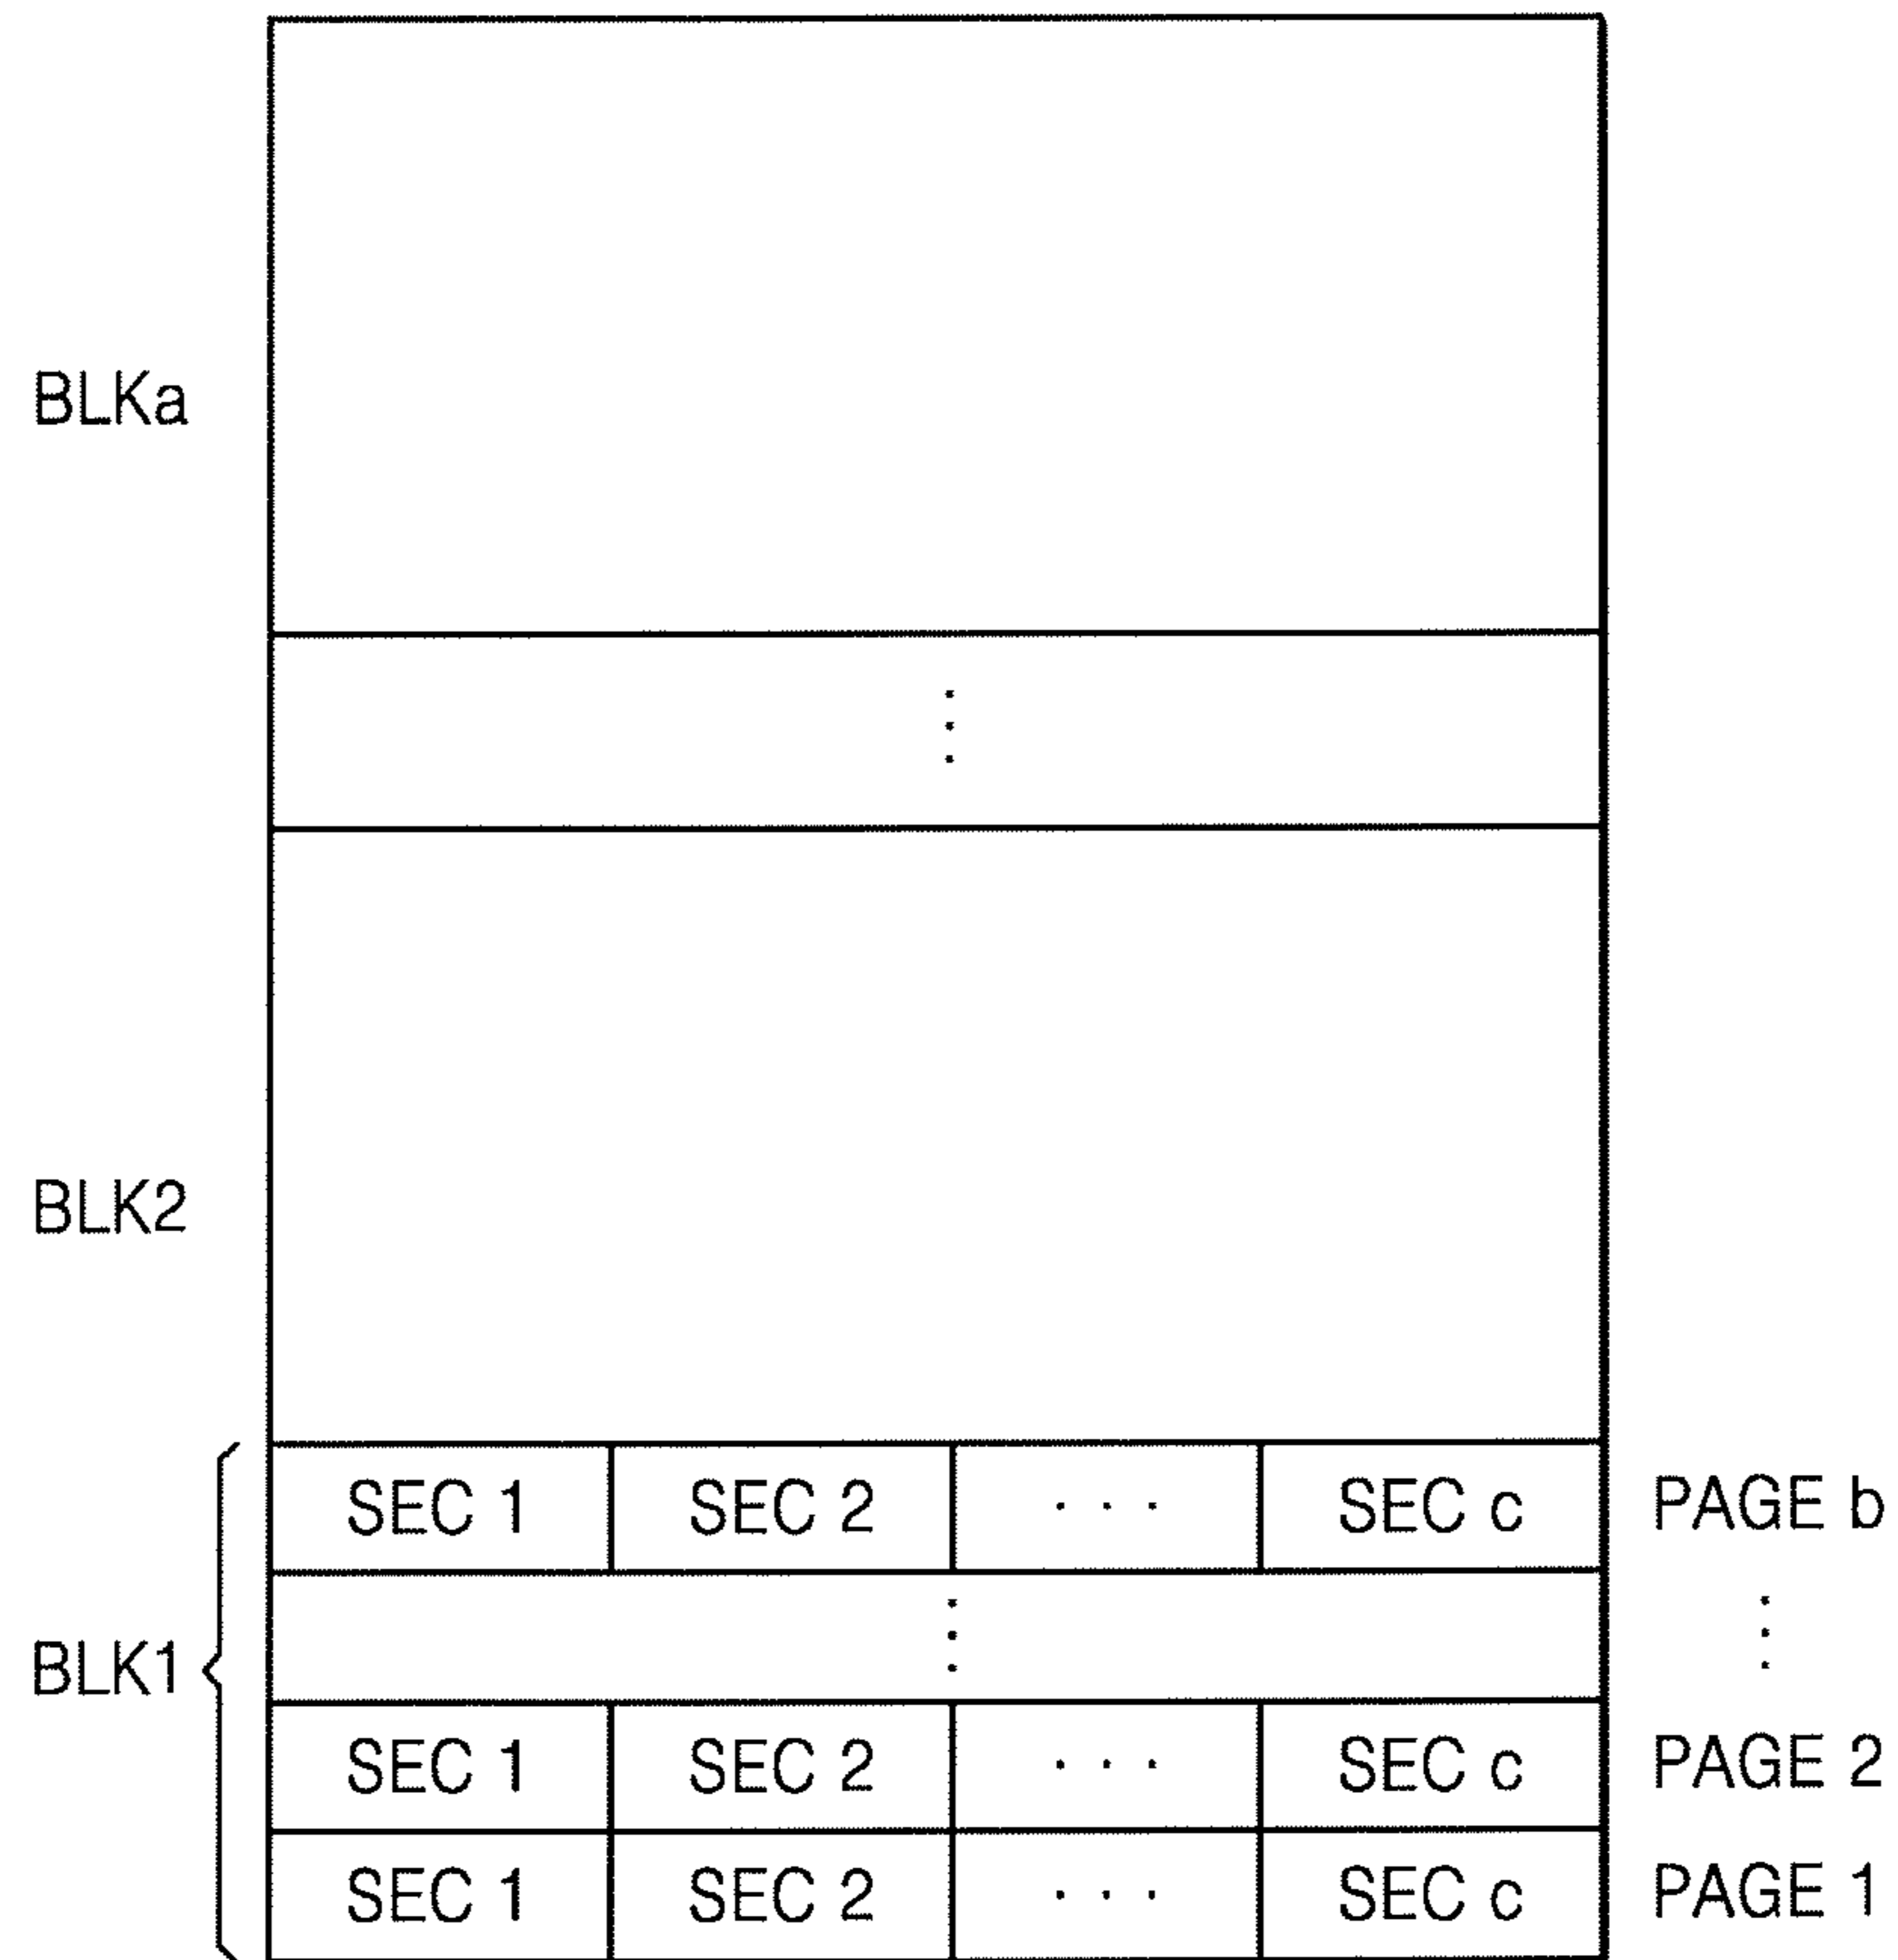 BLKa
⋮
BLK2
SEC 1 SEC 2 ··· SEC c PAGE b
BLK1 ⋮ ⋮
SEC 1 SEC 2 ··· SEC c PAGE 2
SEC 1 SEC 2 ··· SEC c PAGE 1